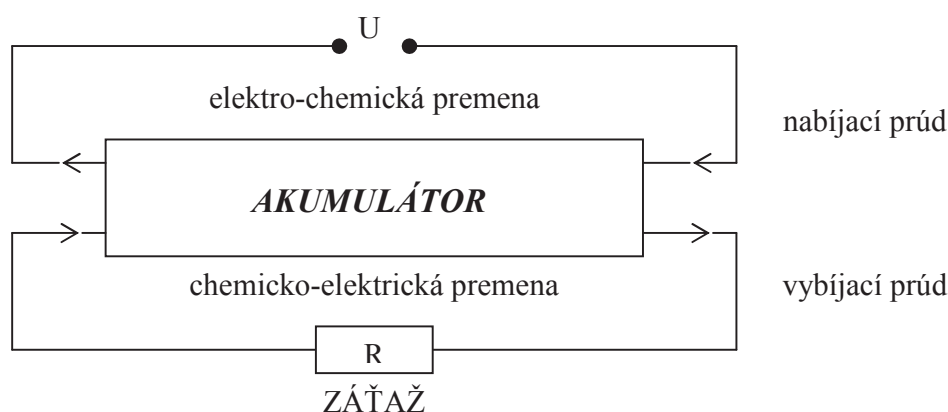 U
elektro-chemická premena
nabíjací prúd
AKUMULÁTOR
chemicko-elektrická premena
vybíjací prúd
R
ZÁŤAŽ